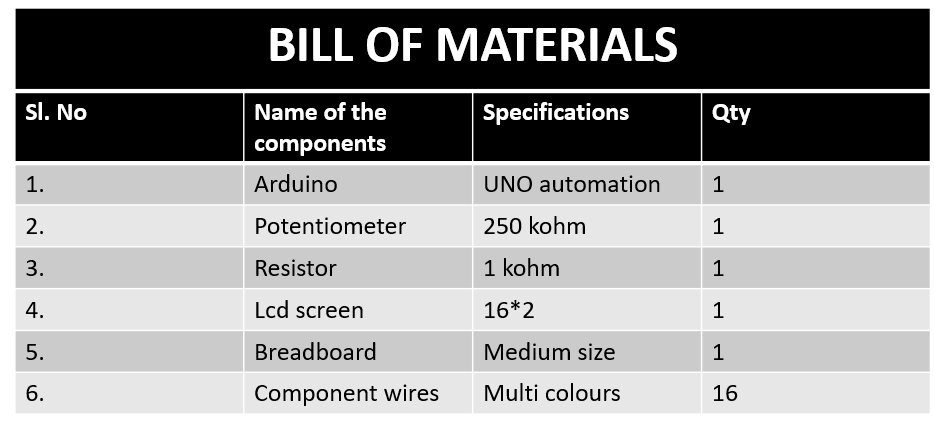 BILL OF MATERIALS
Sl. No Name of the components Specifications Qty
1. Arduino UNO automation 1
2. Potentiometer 250 kohm 1
3. Resistor 1 kohm 1
4. Lcd screen 16*2 1
5. Breadboard Medium size 1
6. Component wires Multi colours 16